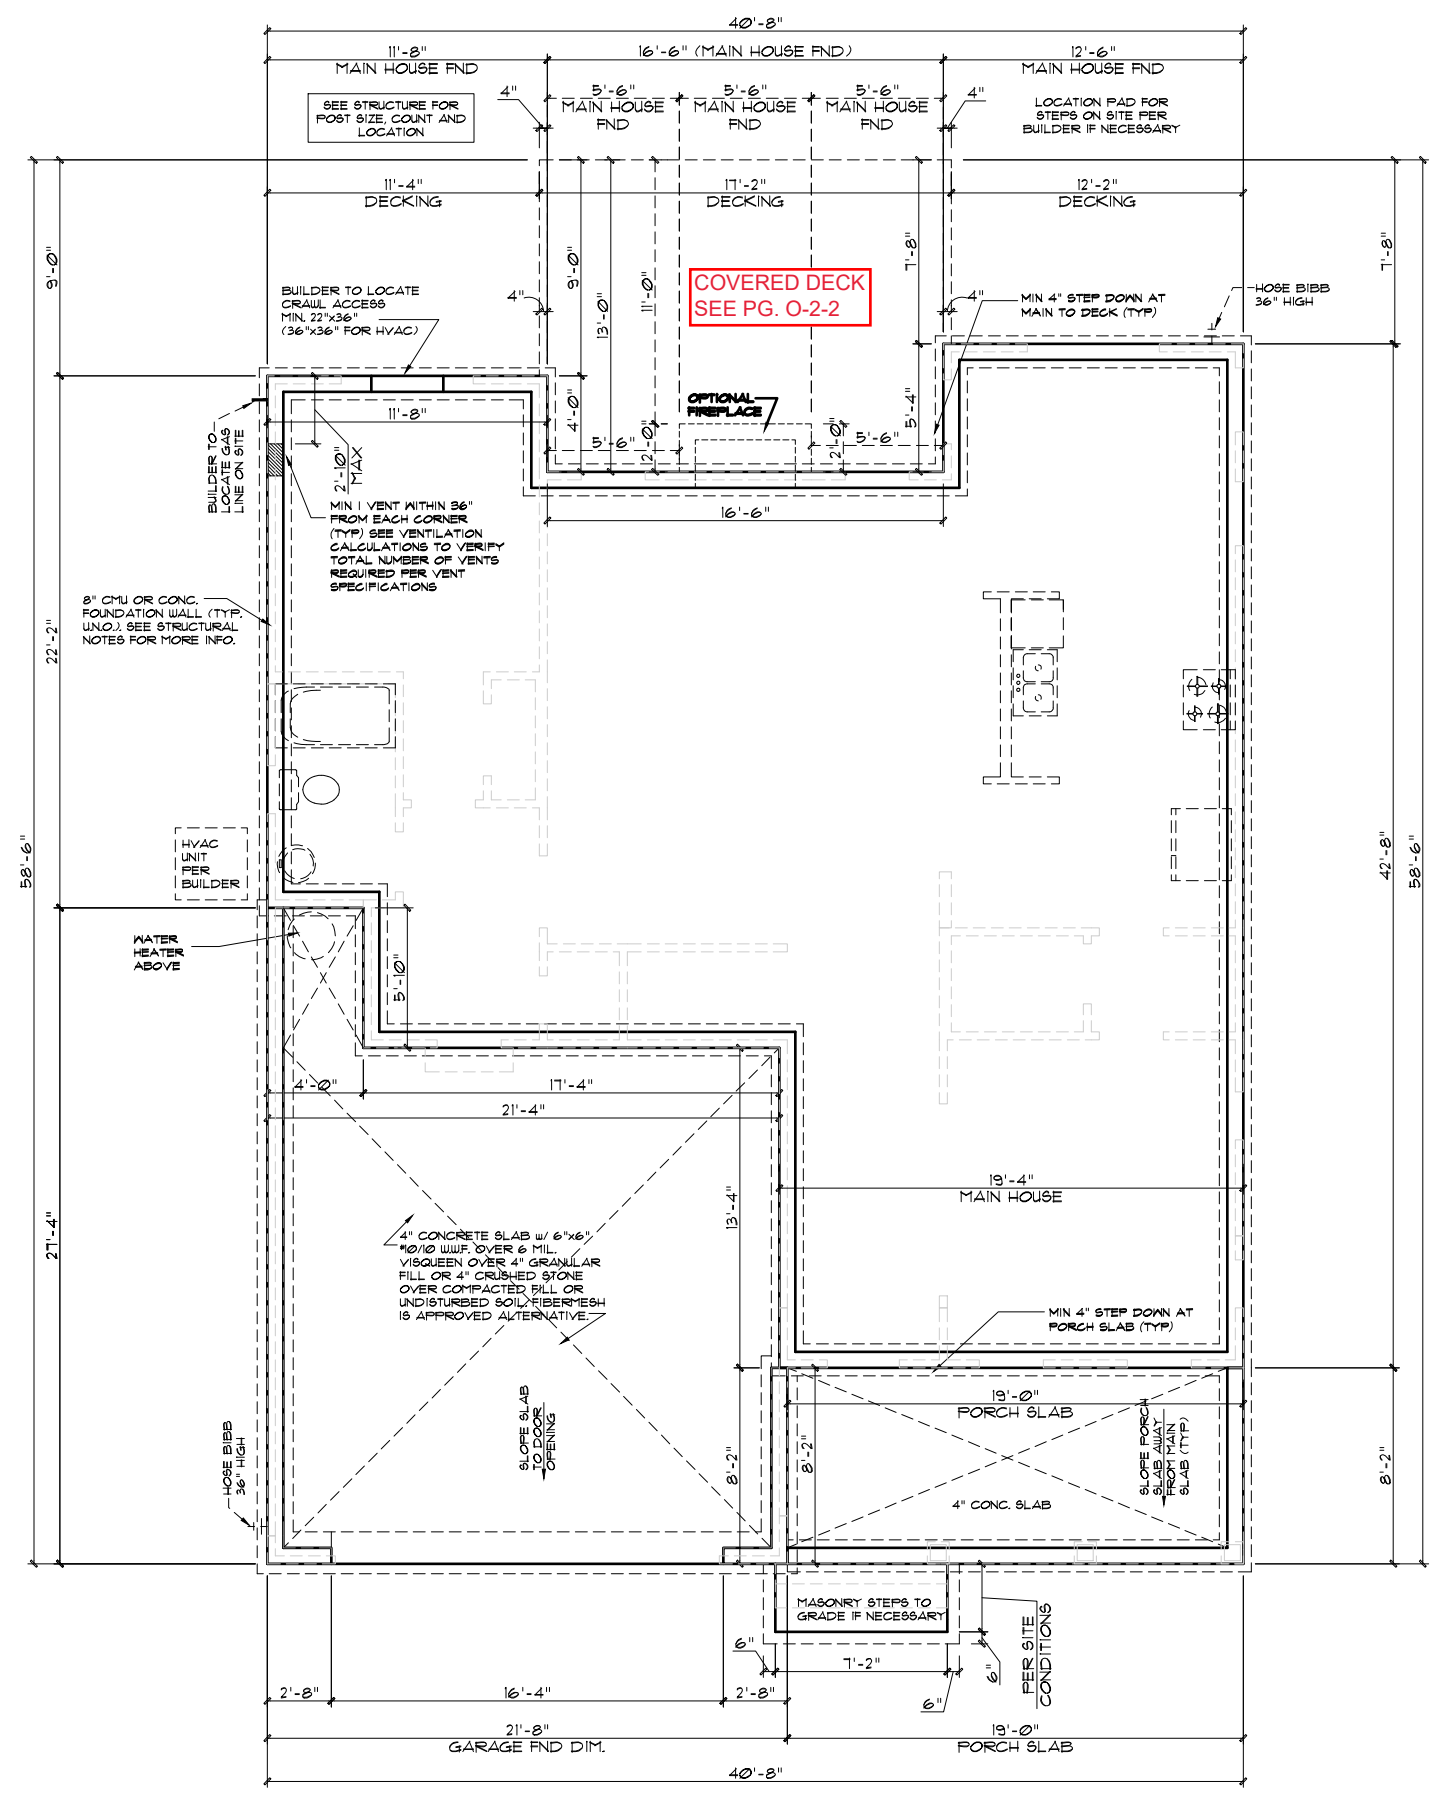 40'-8"
11'-8"
MAIN HOUSE FND
16'-6" (MAIN HOUSE FND)
12'-6"
MAIN HOUSE FND
SEE STRUCTURE FOR
POST SIZE, COUNT AND
LOCATION
4"
5'-6"
MAIN HOUSE
FND
5'-6"
MAIN HOUSE
FND
5'-6"
MAIN HOUSE
FND
4"
LOCATION PAD FOR
STEPS ON SITE PER
BUILDER IF NECESSARY
11'-4"
DECKING
17'-2"
DECKING
12'-2"
DECKING
9'-0"
9'-0"
13'-0"
11'-0"
7'-8"
7'-8"
COVERED DECK
SEE PG. O-2-2
BUILDER TO LOCATE
CRAWL ACCESS
MIN. 22"x36"
(36"x36" FOR HVAC)
4"
4"
MIN 4" STEP DOWN AT
MAIN TO DECK (TYP)
HOSE BIBB
36" HIGH
OPTIONAL
FIREPLACE
11'-8"
4'-0"
5'-6"
2'-0"
2'-0"
5'-6"
5'-4"
BUILDER TO
LOCATE GAS
LINE ON SITE
2'-10"
MAX
16'-6"
MIN 1 VENT WITHIN 36"
FROM EACH CORNER
(TYP) SEE VENTILATION
CALCULATIONS TO VERIFY
TOTAL NUMBER OF VENTS
REQUIRED PER VENT
SPECIFICATIONS
8" CMU OR CONC.
FOUNDATION WALL (TYP.
U.N.O.). SEE STRUCTURAL
NOTES FOR MORE INFO.
22'-2"
58'-6"
HVAC
UNIT
PER
BUILDER
42'-8"
58'-6"
WATER
HEATER
ABOVE
5'-10"
4'-0"
17'-4"
21'-4"
19'-4"
MAIN HOUSE
13'-4"
27'-4"
4" CONCRETE SLAB w/ 6"x6"
#10/10 W.W.F. OVER 6 MIL.
VISQUEEN OVER 4" GRANULAR
FILL OR 4" CRUSHED STONE
OVER COMPACTED FILL OR
UNDISTURBED SOIL. FIBERMESH
IS APPROVED ALTERNATIVE.
MIN 4" STEP DOWN AT
PORCH SLAB (TYP)
19'-0"
PORCH SLAB
SLOPE SLAB
TO DOOR
OPENING
HOSE BIBB
36" HIGH
8'-2"
8'-2"
SLOPE PORCH
SLAB AWAY
FROM MAIN
SLAB (TYP)
8'-2"
4" CONC. SLAB
MASONRY STEPS TO
GRADE IF NECESSARY
6"
7'-2"
6"
6"
PER SITE
CONDITIONS
2'-8"
16'-4"
2'-8"
21'-8"
GARAGE FND DIM.
19'-0"
PORCH SLAB
40'-8"